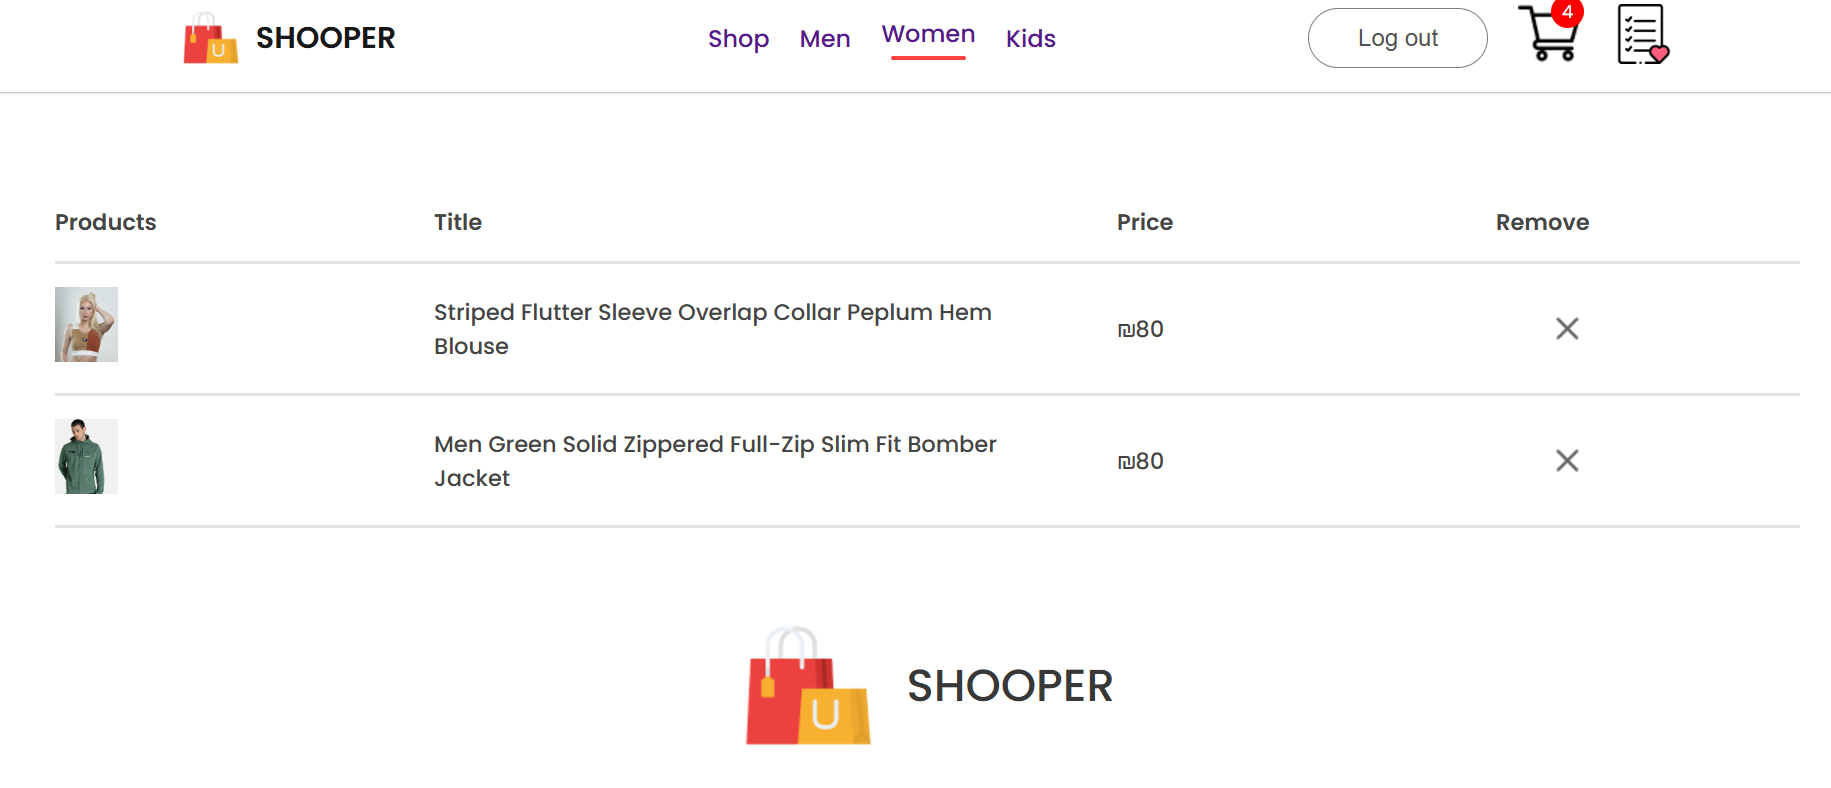 SHOOPER
Shop Men Women Kids
Log out
4
Products Title Price Remove
Striped Flutter Sleeve Overlap Collar Peplum Hem
Blouse
₪80
Men Green Solid Zippered Full-Zip Slim Fit Bomber
Jacket
₪80
U
SHOOPER